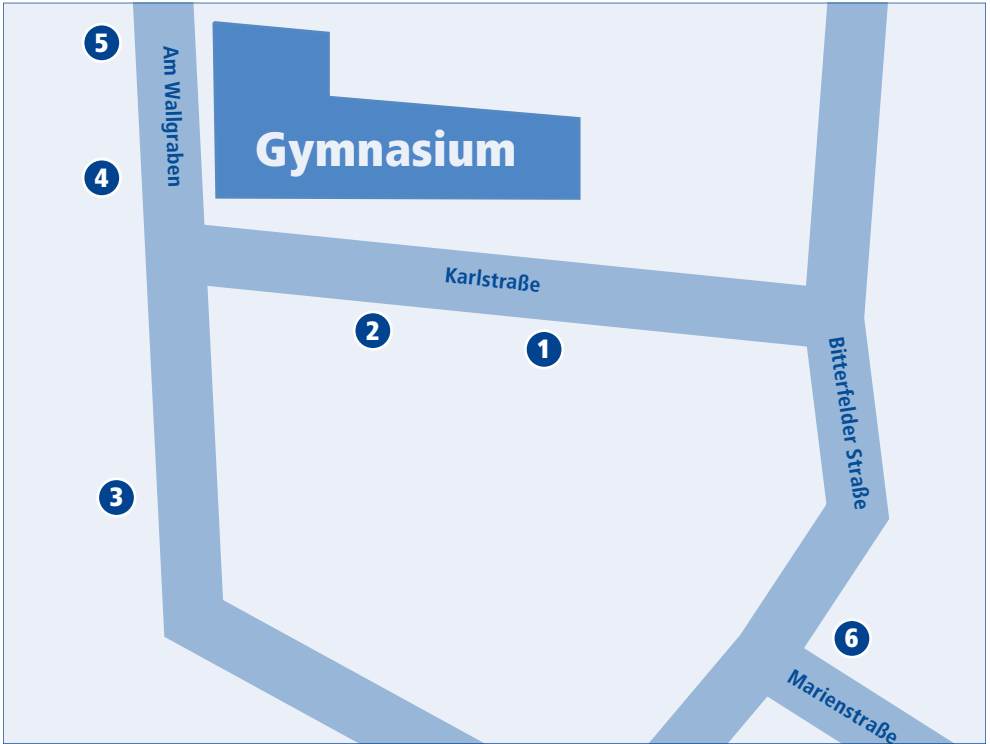 5
Am Wallgraben
Gymnasium
4
Karlstraße
2
1
Bitterfelder Straße
3
6
Marienstraße